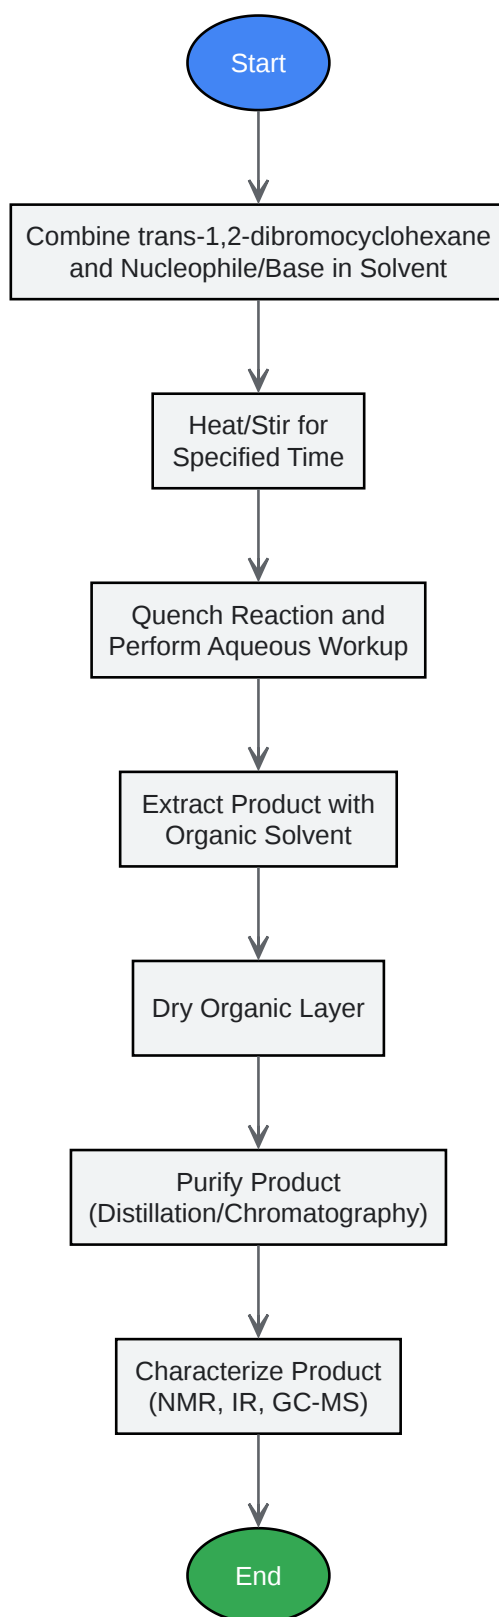 Start
Combine trans-1,2-dibromocyclohexane
and Nucleophile/Base in Solvent
Heat/Stir for
Specified Time
Quench Reaction and
Perform Aqueous Workup
Extract Product with
Organic Solvent
Dry Organic Layer
Purify Product
(Distillation/Chromatography)
Characterize Product
(NMR, IR, GC-MS)
End